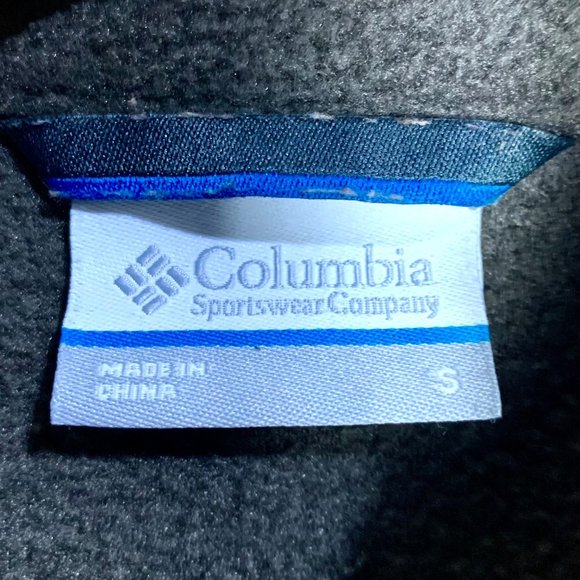 Columbia
Sportswear Company
MADE IN
CHINA
S